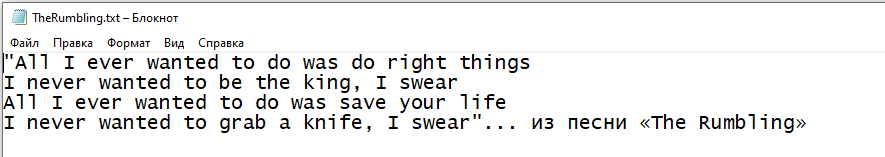 TheRumbling.txt – Блокнот
Файл Правка Формат Вид Справка
"All I ever wanted to do was do right things
I never wanted to be the king, I swear
All I ever wanted to do was save your life
I never wanted to grab a knife, I swear"... из песни «The Rumbling»